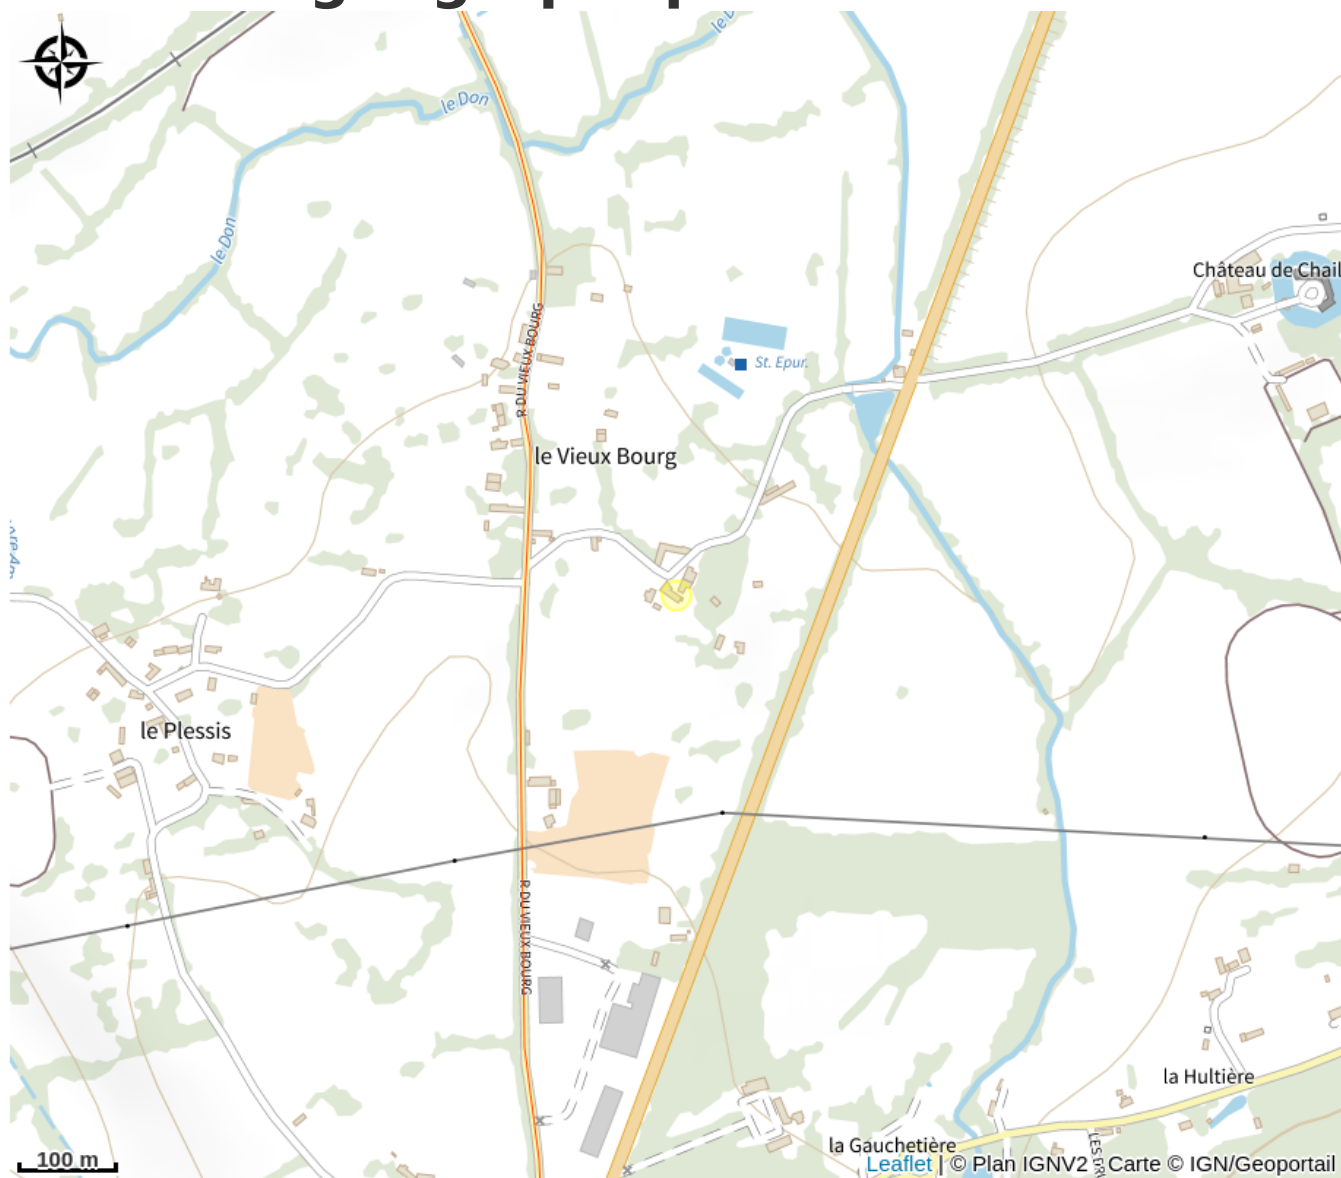 le Don
le Don
Château de Chail
R DU VIEUX BOURG
St. Epur.
le Vieux Bourg
le Plessis
R DU VIEUX BOURG
la Hultière
la Gauchetière
100 m
Leaflet | © Plan IGNV2 - Carte © IGN/Geoportail